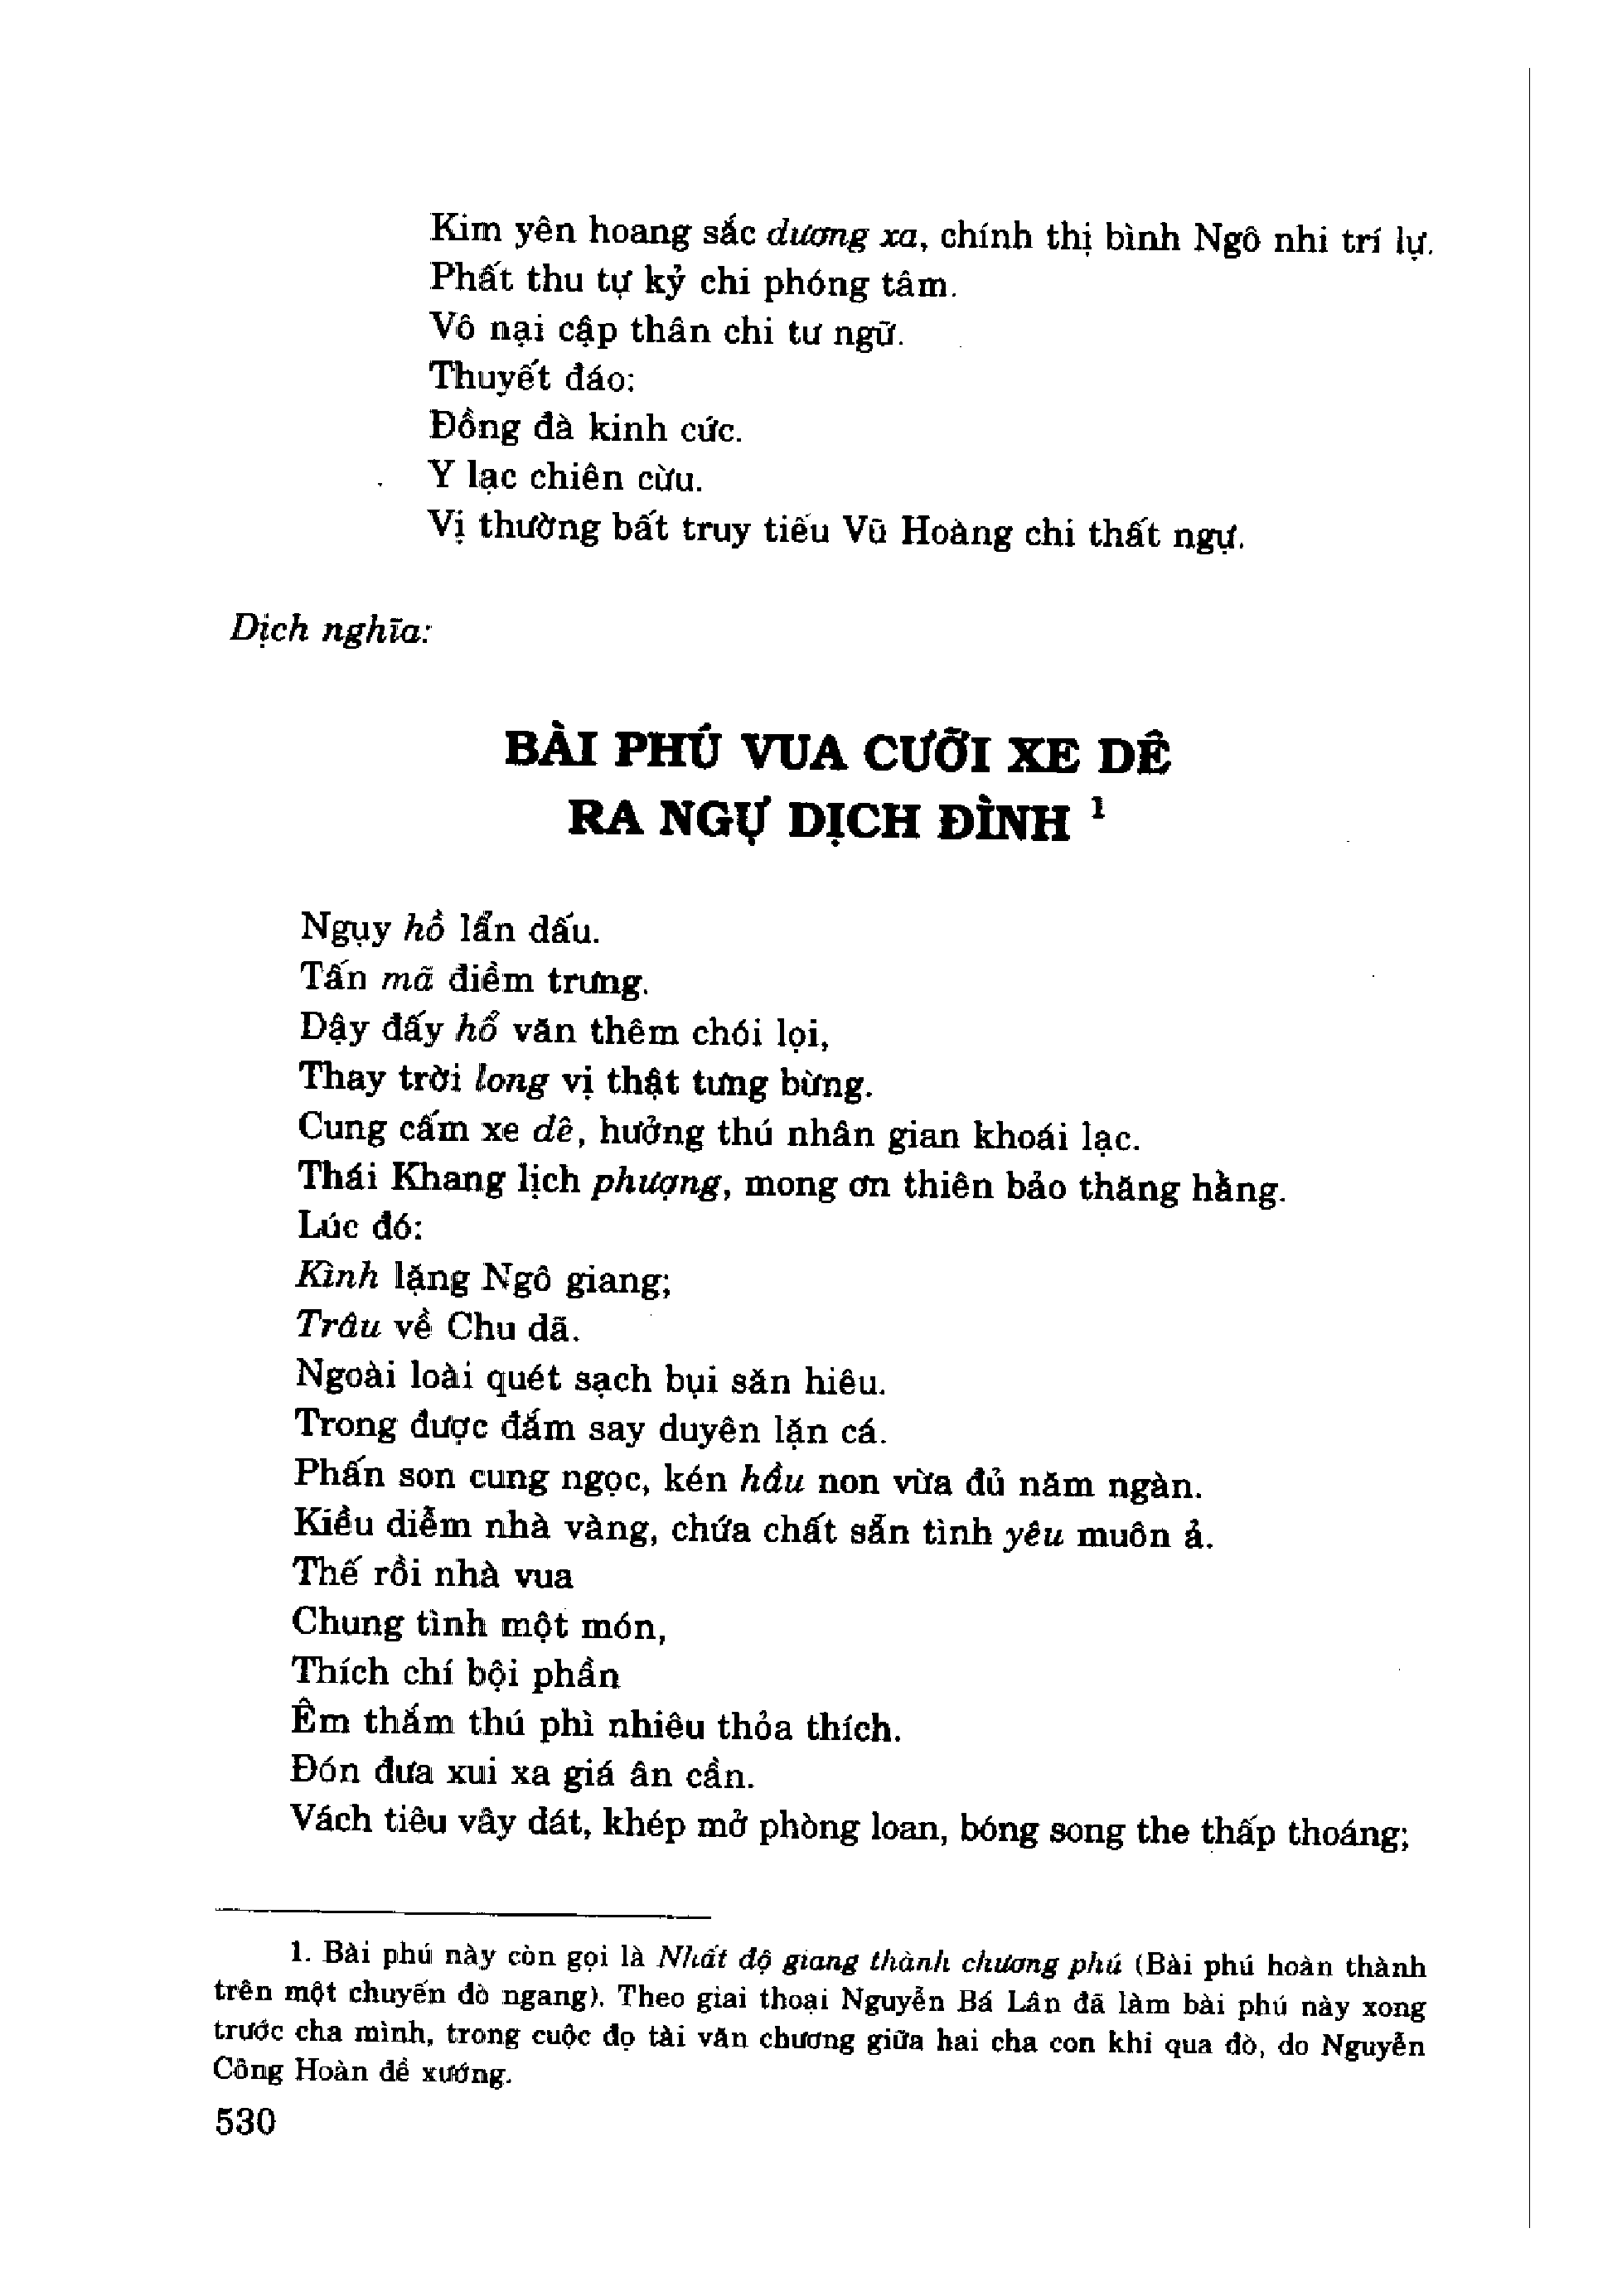 Kim yên hoang sắc dương xa, chính thị bình Ngô nhi trí lự.
Phất thu tự kỷ chi phóng tâm.
Vô nại cập thân chi tư ngữ.
Thuyết đáo:
Đồng đà kinh cức.
Y lạc chiên cừu.
Vị thường bất truy tiếu Vũ Hoàng chi thất ngự.
Dịch nghĩa:
BÀI PHÚ VUA CƯỠI XE DÊ
RA NGỰ DỊCH ĐÌNH 1
Ngụy hồ lẩn dấu.
Tấn mã điềm trưng.
Dậy đấy hổ văn thêm chói lọi,
Thay trời long vị thật tưng bừng.
Cung cấm xe dê, hưởng thú nhân gian khoái lạc.
Thái Khang lịch phượng, mong ơn thiên bảo thăng hằng.
Lúc đó:
Kình lặng Ngô giang;
Trâu về Chu dã.
Ngoài loài quét sạch bụi săn hiêu.
Trong được đắm say duyên lặn cá.
Phấn son cung ngọc, kén hầu non vừa đủ năm ngàn.
Kiều diễm nhà vàng, chứa chất sẵn tình yêu muôn ả.
Thế rồi nhà vua
Chung tình một món,
Thích chí bội phần
Êm thắm thú phì nhiêu thỏa thích.
Đón đưa xui xa giá ân cần.
Vách tiêu vây dát, khép mở phòng loan, bóng song the thấp thoáng;
1. Bài phú này còn gọi là Nhất độ giang thành chương phú (Bài phú hoàn thành
trên một chuyến đò ngang). Theo giai thoại Nguyễn Bá Lân đã làm bài phú này xong
trước cha mình, trong cuộc đọ tài văn chương giữa hai cha con khi qua đò, do Nguyễn
Công Hoàn đề xướng.
530